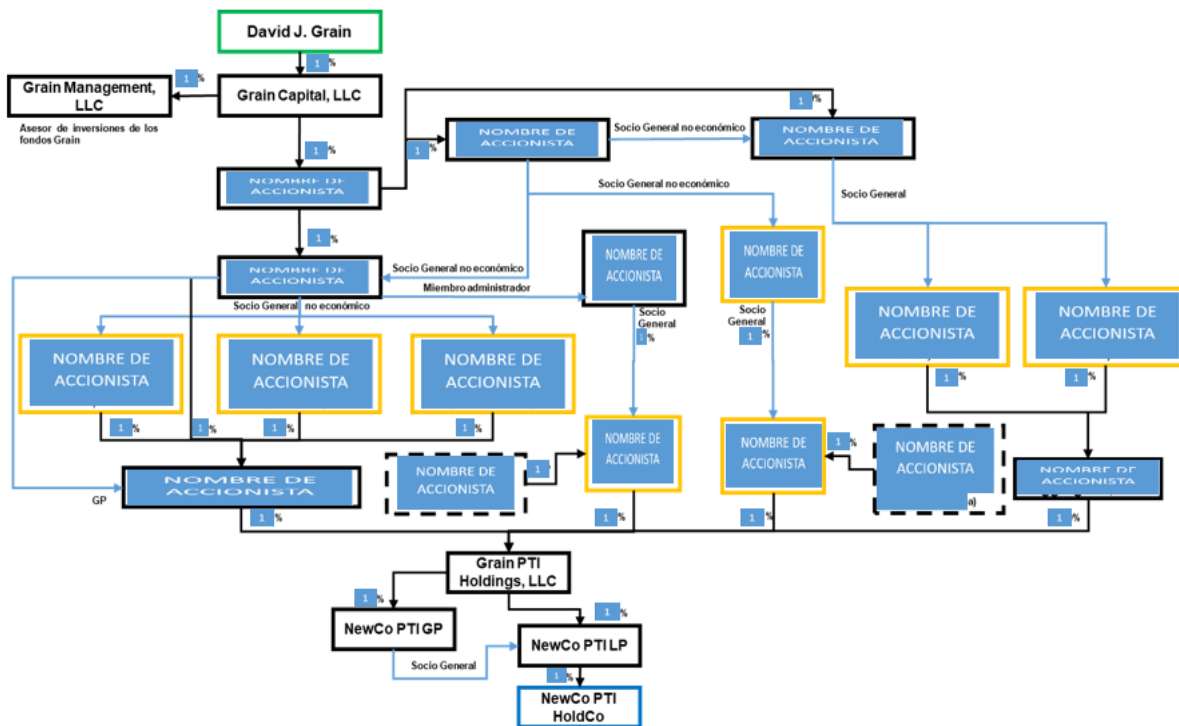 David J. Grain
1 %
1 %
Grain Management,
LLC
Grain Capital, LLC
Asesor de inversiones de los
fondos Grain
1 %
1 %
1 %
NOMBRE DE
ACCIONISTA
Socio General no económico
NOMBRE DE
ACCIONISTA
NOMBRE DE
ACCIONISTA
Socio General no económico
Socio General
1 %
NOMBRE DE
ACCIONISTA
NOMBRE DE
ACCIONISTA
NOMBRE DE
ACCIONISTA
Socio General no económico
Miembro administrador
Socio General no económico
Socio
General
1 %
Socio
General
1 %
NOMBRE DE
ACCIONISTA
NOMBRE DE
ACCIONISTA
NOMBRE DE
ACCIONISTA
NOMBRE DE
ACCIONISTA
NOMBRE DE
ACCIONISTA
1 %
1 %
1 %
1 %
1 %
1 %
NOMBRE DE
ACCIONISTA
NOMBRE DE
ACCIONISTA
1 %
NOMBRE DE
ACCIONISTA
a)
NOMBRE DE
ACCIONISTA
1 %
NOMBRE DE
ACCIONISTA
NOMBRE DE
ACCIONISTA
GP
1 %
1 %
1 %
1 %
Grain PTI
Holdings, LLC
1 %
1 %
NewCo PTI GP
NewCo PTI LP
Socio General
1 %
NewCo PTI
HoldCo